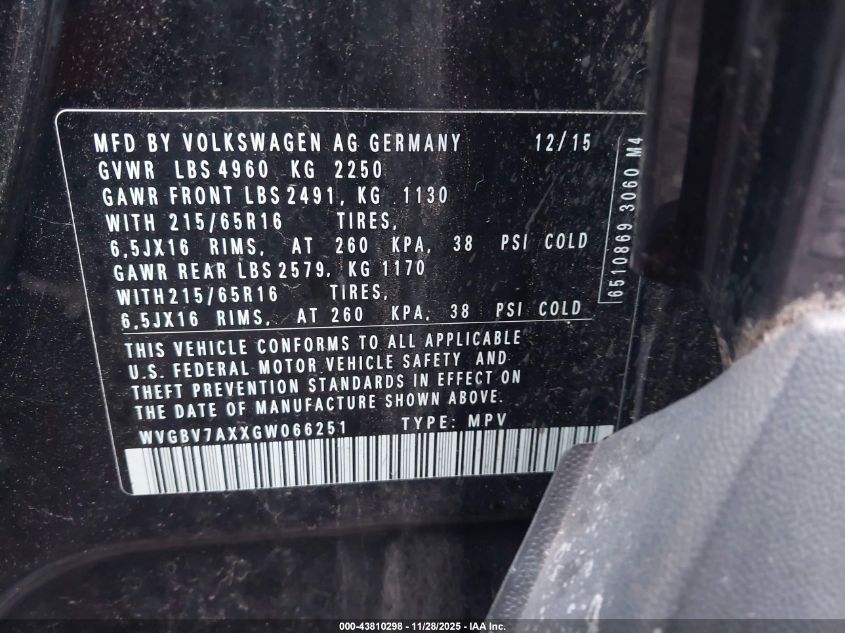 MFD BY VOLKSWAGEN AG GERMANY 12/15
GVWR LBS 4960 KG 2250
GAWR FRONT LBS 2491, KG 1130
WITH 215/65R16 TIRES,
6,5JX16 RIMS, AT 260 KPA, 38 PSI COLD
GAWR REAR LBS 2579, KG 1170
WITH 215/65R16 TIRES,
6,5JX16 RIMS, AT 260 KPA, 38 PSI COLD
THIS VEHICLE CONFORMS TO ALL APPLICABLE
U.S. FEDERAL MOTOR VEHICLE SAFETY AND
THEFT PREVENTION STANDARDS IN EFFECT ON
THE DATE OF MANUFACTURE SHOWN ABOVE.
WVGBV7AXXGW066251 TYPE: MPV
6510869 3060 M4
000-43810298 - 11/28/2025 - IAA Inc.